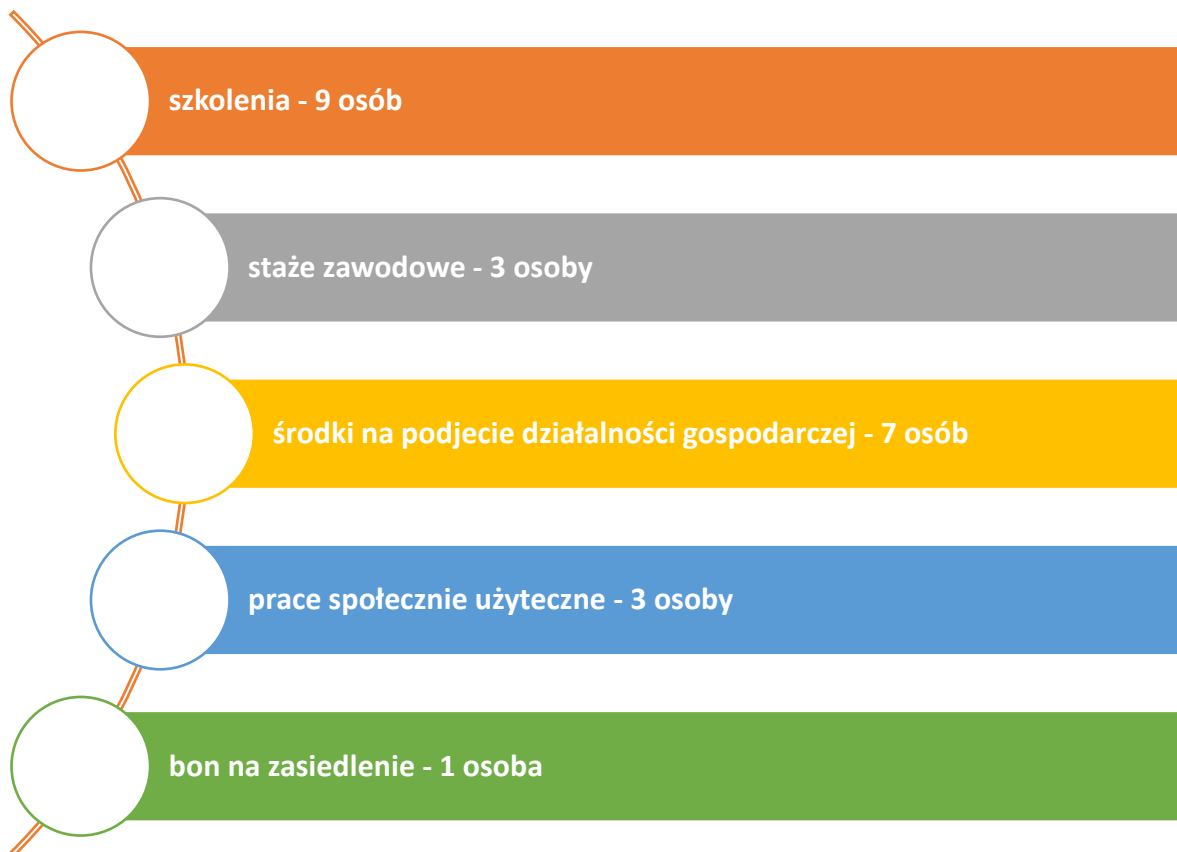 szkolenia - 9 osób
staże zawodowe - 3 osoby
środki na podjecie działalności gospodarczej - 7 osób
prace społecznie użyteczne - 3 osoby
bon na zasiedlenie - 1 osoba